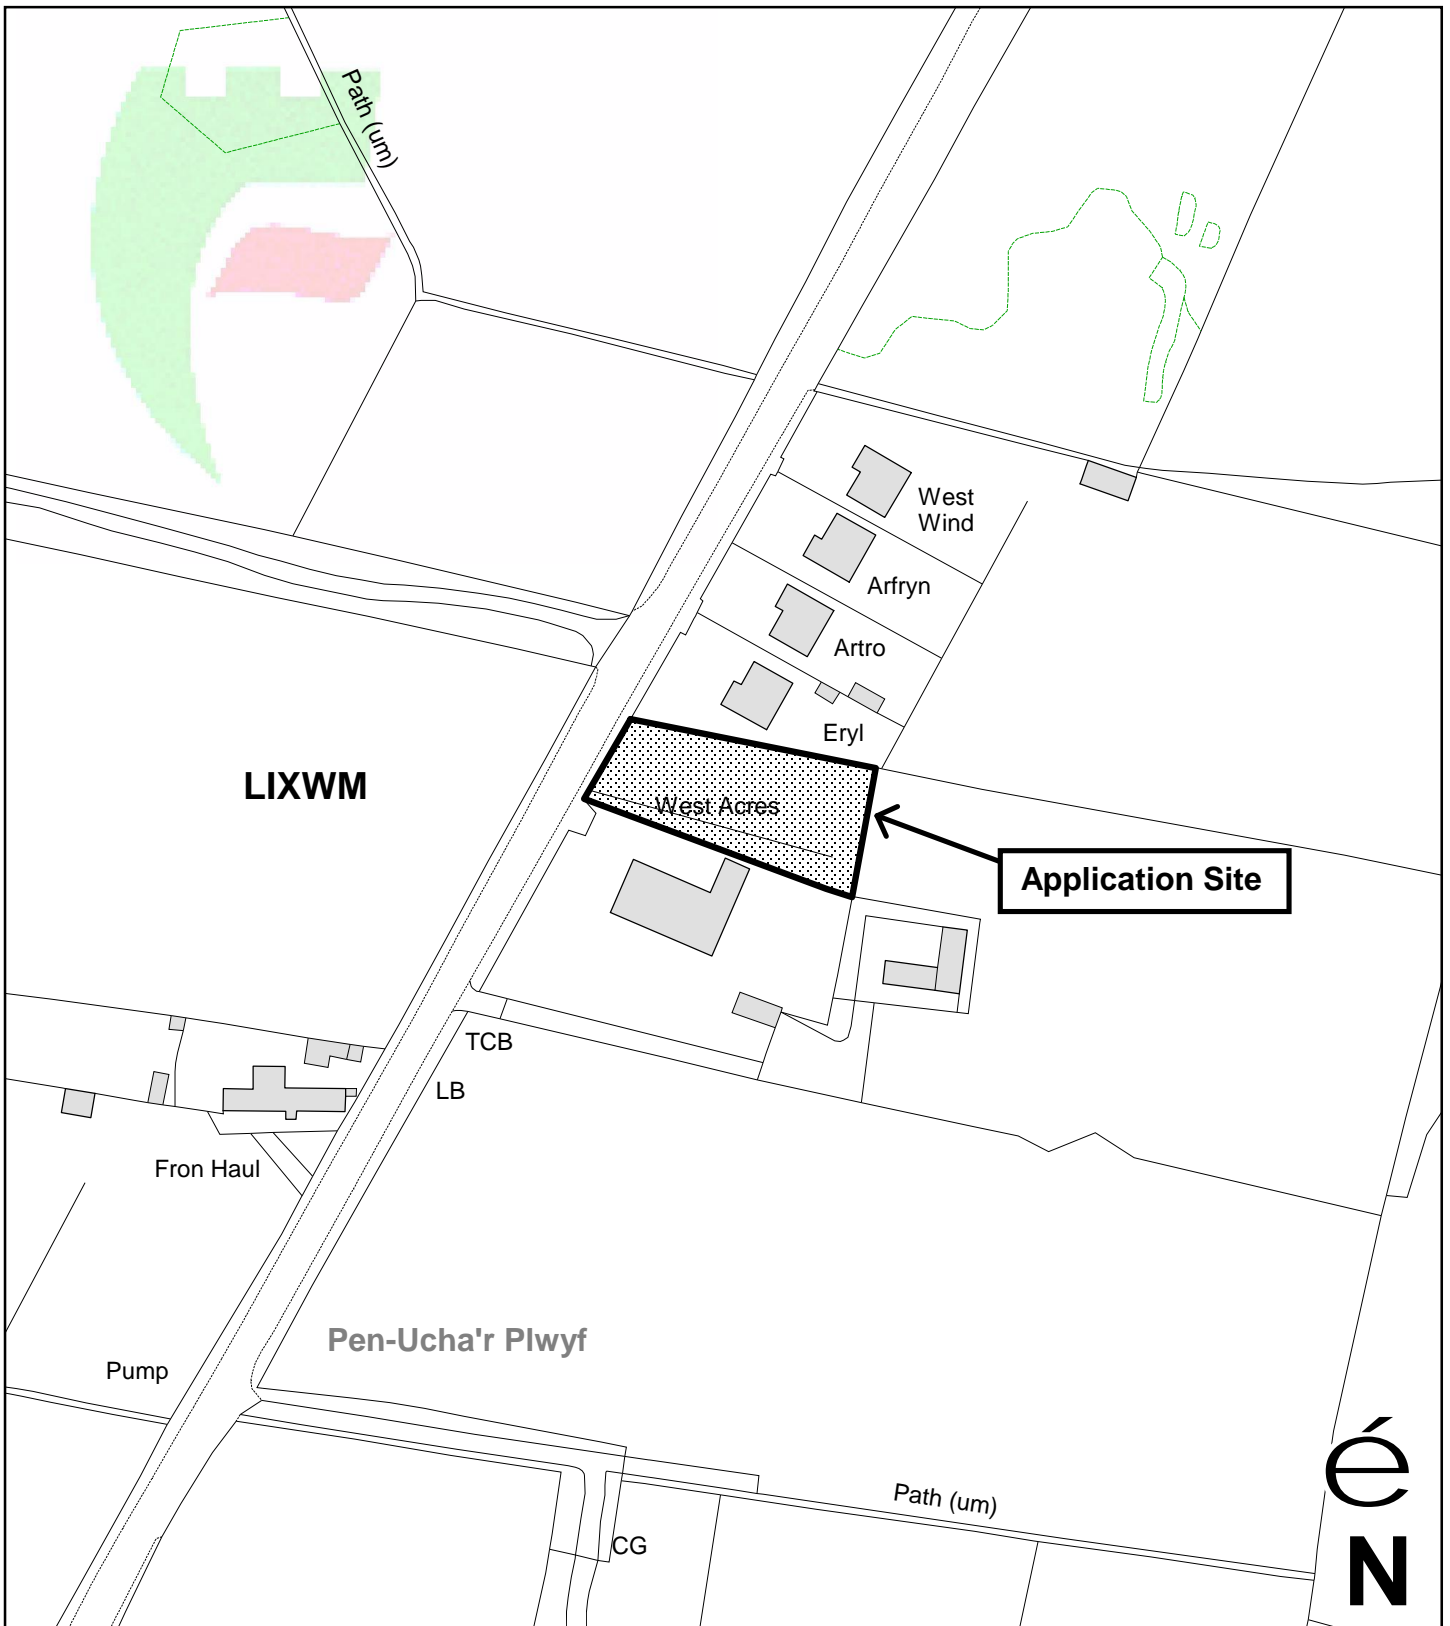 Path (um)
West
Wind
Arfryn
Artro
Eryl
LIXWM
West Acres
Application Site
TCB
LB
Fron Haul
Pen-Ucha'r Plwyf
Pump
Path (um)
CG
é
N